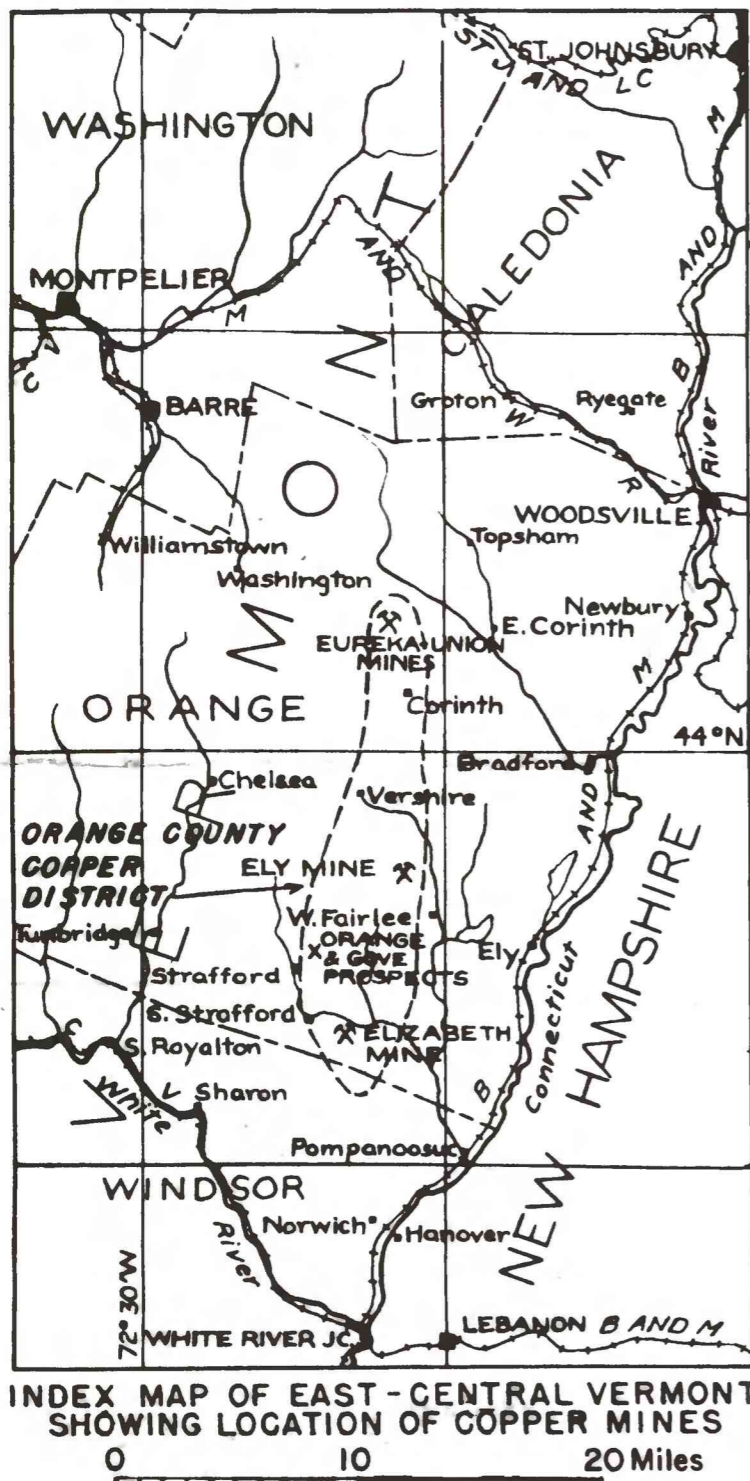 ST J AND LC
ST. JOHNSBURY
WASHINGTON
CALEDONIA
T
AND
MONTPELIER
M
M
AND
B
N
C
V
BARRE
Groton
W
Ryegate
R
River
O
WOODSVILLE
Williamstown
Washington
Topsham
Newbury
E. Corinth
M
EUREKA-UNION
MINES
M
ORANGE
Corinth
44°N
Bradford
AND
Chelsea
Vershire
ORANGE COUNTY
COPPER
DISTRICT
ELY MINE
Tunbridge
W. Fairlee
ORANGE
& GOVE
PROSPECTS
Ely
E
Strafford
S. Strafford
Connecticut
NEW HAMPSHIRE
C
S. Royalton
ELIZABETH
MINE
B
V
White
L
Sharon
Pompanoosuc
WINDSOR
River
Norwich
Hanover
72°30'W
WHITE RIVER JC.
LEBANON
B AND M
INDEX MAP OF EAST-CENTRAL VERMONT
SHOWING LOCATION OF COPPER MINES
0 10 20 Miles